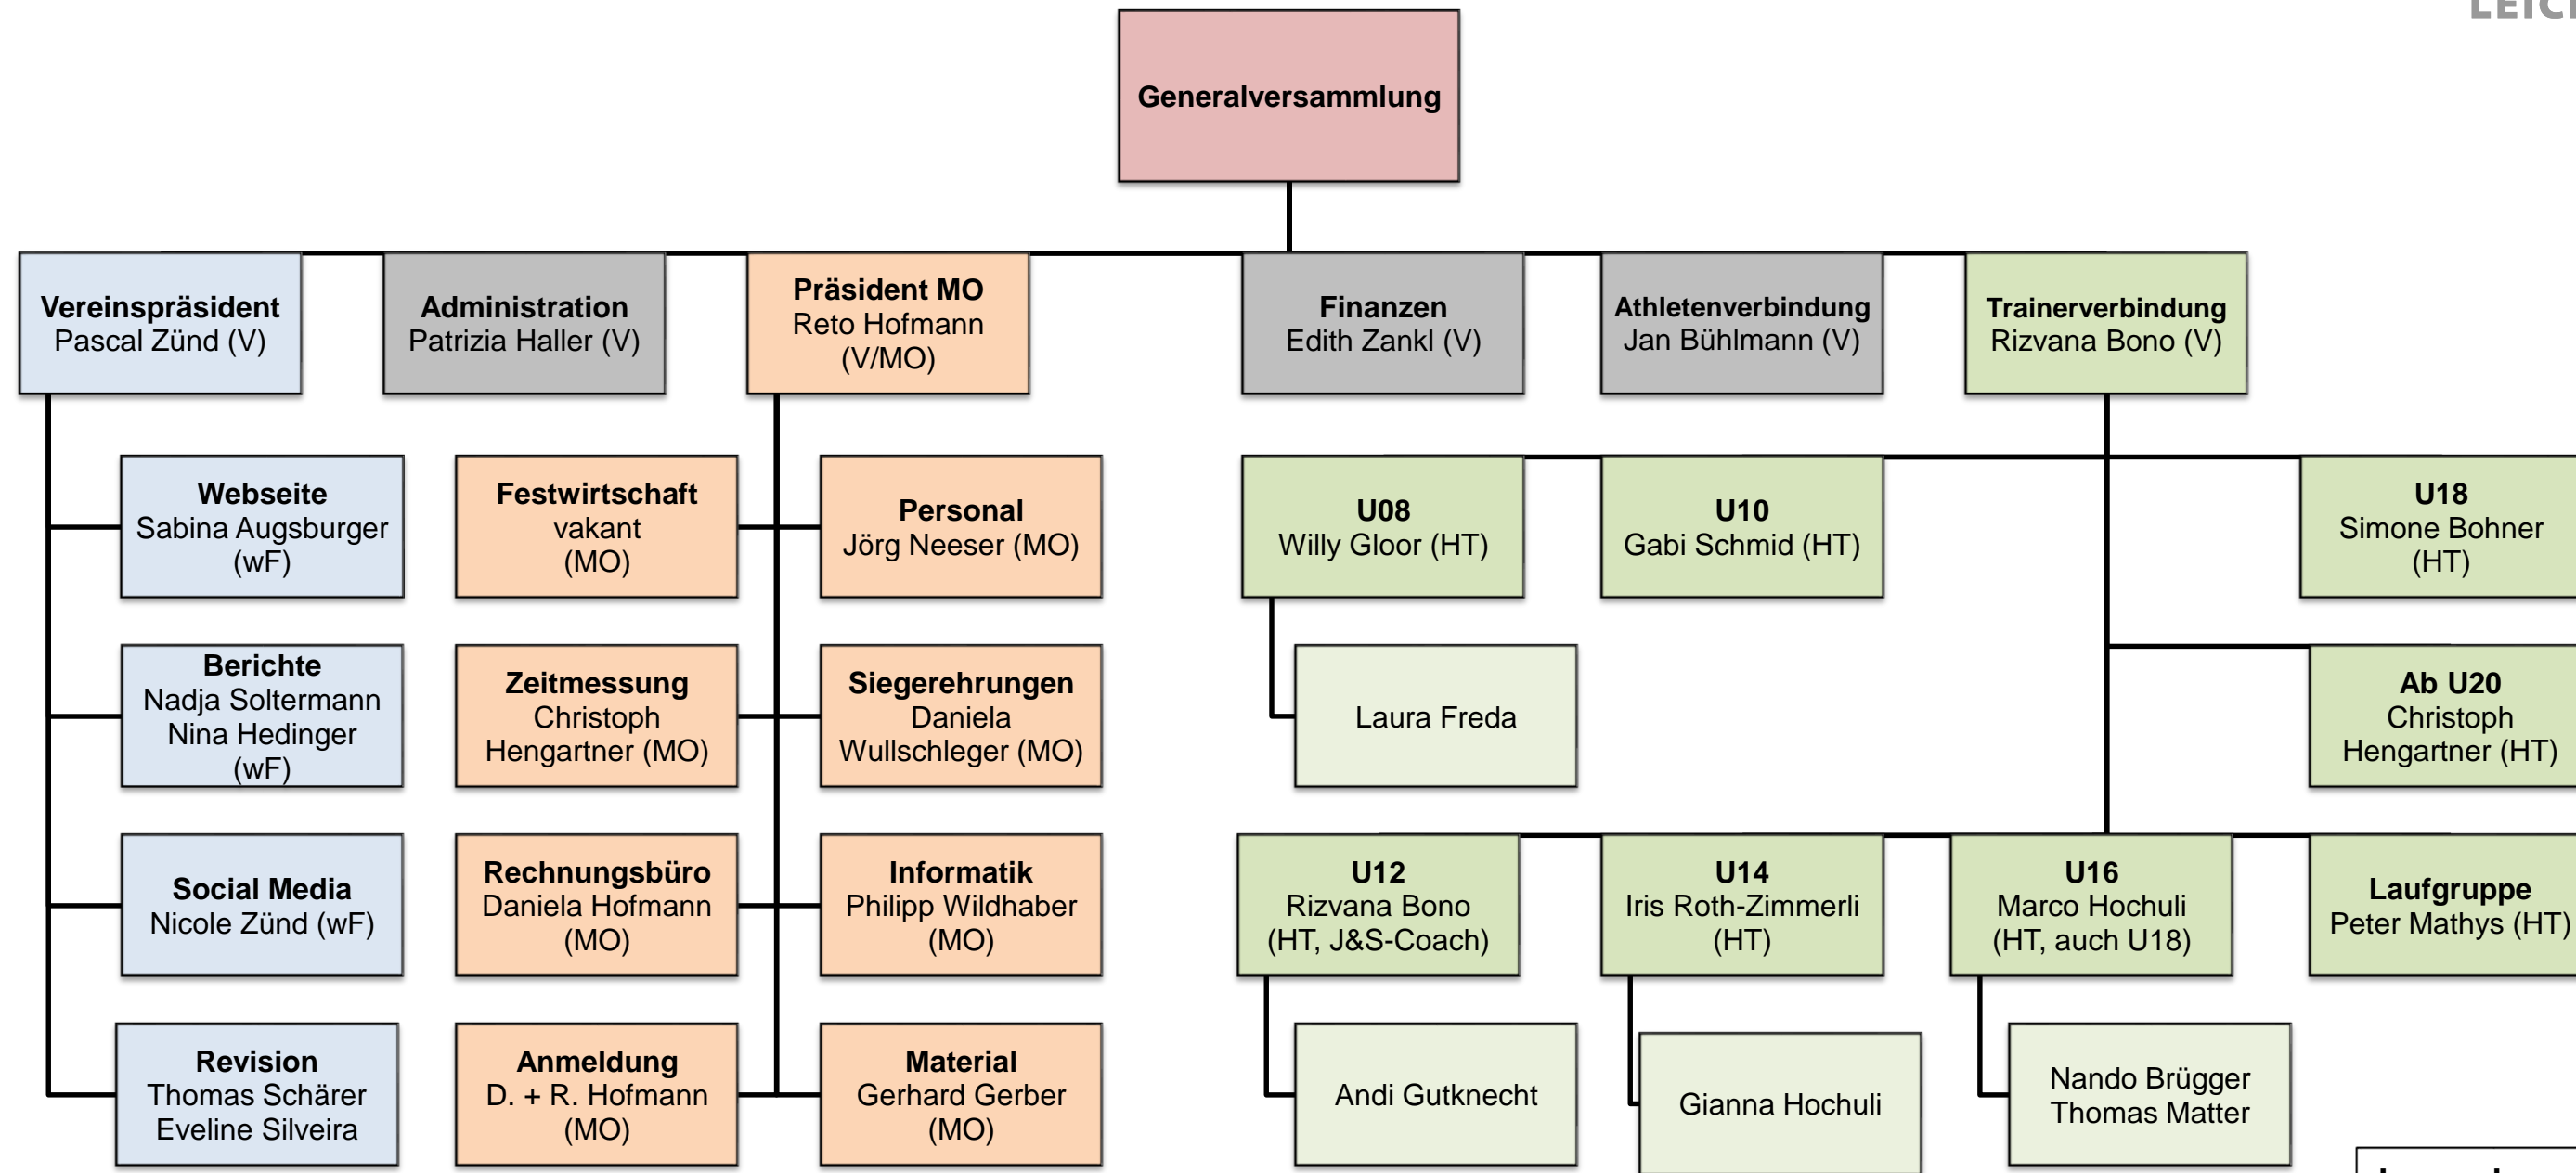 Generalversammlung
Vereinspräsident
Pascal Zünd (V)
Administration
Patrizia Haller (V)
Präsident MO
Reto Hofmann
(V/MO)
Finanzen
Edith Zankl (V)
Athletenverbindung
Jan Bühlmann (V)
Trainerverbindung
Rizvana Bono (V)
Webseite
Sabina Augsburger
(wF)
Festwirtschaft
vakant
(MO)
Personal
Jörg Neeser (MO)
U08
Willy Gloor (HT)
U10
Gabi Schmid (HT)
U18
Simone Bohner
(HT)
Berichte
Nadja Soltermann
Nina Hedinger
(wF)
Zeitmessung
Christoph
Hengartner (MO)
Siegerehrungen
Daniela
Wullschleger (MO)
Laura Freda
Ab U20
Christoph
Hengartner (HT)
Social Media
Nicole Zünd (wF)
Rechnungsbüro
Daniela Hofmann
(MO)
Informatik
Philipp Wildhaber
(MO)
U12
Rizvana Bono
(HT, J&S-Coach)
U14
Iris Roth-Zimmerli
(HT)
U16
Marco Hochuli
(HT, auch U18)
Laufgruppe
Peter Mathys (HT)
Revision
Thomas Schärer
Eveline Silveira
Anmeldung
D. + R. Hofmann
(MO)
Material
Gerhard Gerber
(MO)
Andi Gutknecht
Gianna Hochuli
Nando Brügger
Thomas Matter